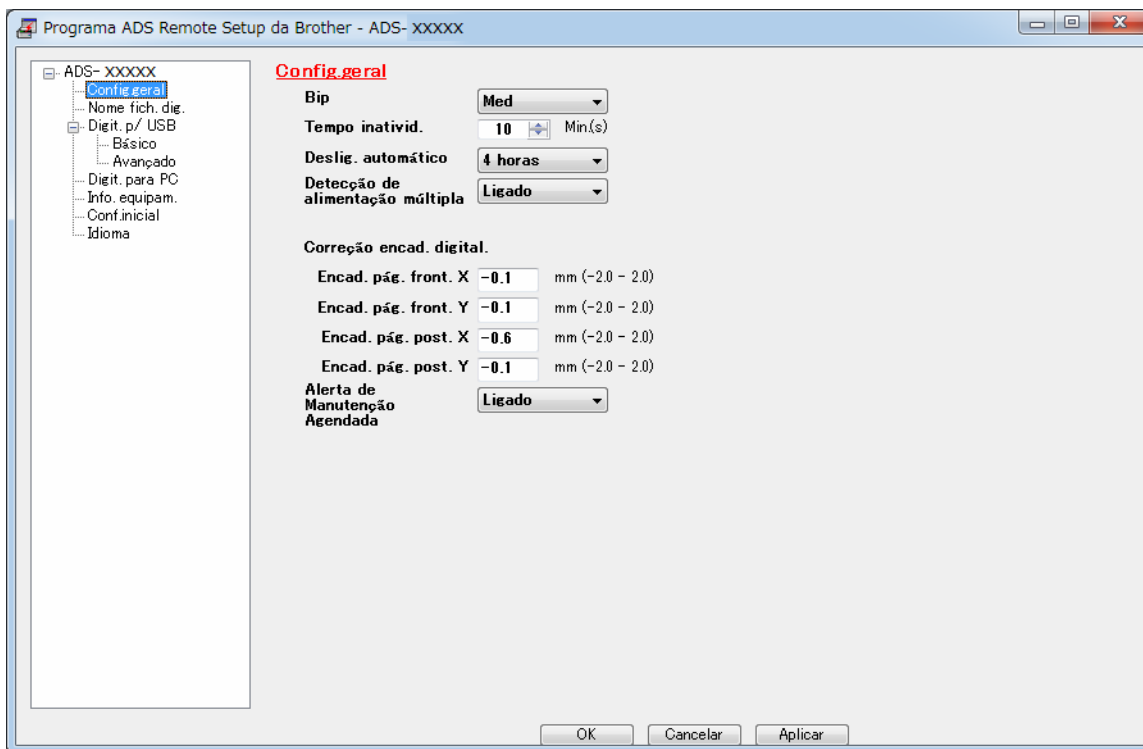 Programa ADS Remote Setup da Brother - ADS- XXXXX
ADS- XXXXX
Config.geral
Nome fich. dig.
Digit. p/ USB
Básico
Avançado
Digit. para PC
Info. equipam.
Conf.inicial
Idioma
Config.geral
Bip Med
Tempo inativid. 10 Min.(s)
Deslig. automático 4 horas
Detecção de
alimentação múltipla Ligado
Correção encad. digital.
Encad. pág. front. X -0.1 mm (-2.0 - 2.0)
Encad. pág. front. Y -0.1 mm (-2.0 - 2.0)
Encad. pág. post. X -0.6 mm (-2.0 - 2.0)
Encad. pág. post. Y -0.1 mm (-2.0 - 2.0)
Alerta de
Manutenção Ligado
Agendada
OK Cancelar Aplicar